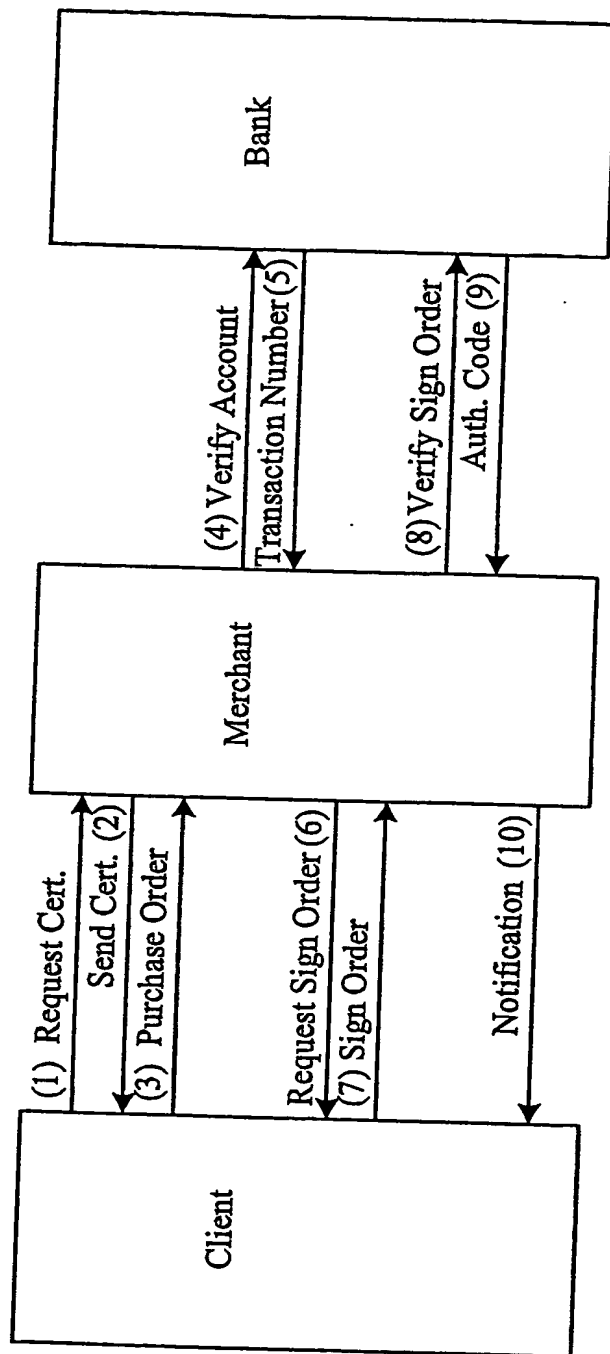 Client
Merchant
Bank
(1) Request Cert.
Send Cert. (2)
(3) Purchase Order
(4) Verify Account
Transaction Number (5)
Request Sign Order (6)
(7) Sign Order
(8) Verify Sign Order
Auth. Code (9)
Notification (10)